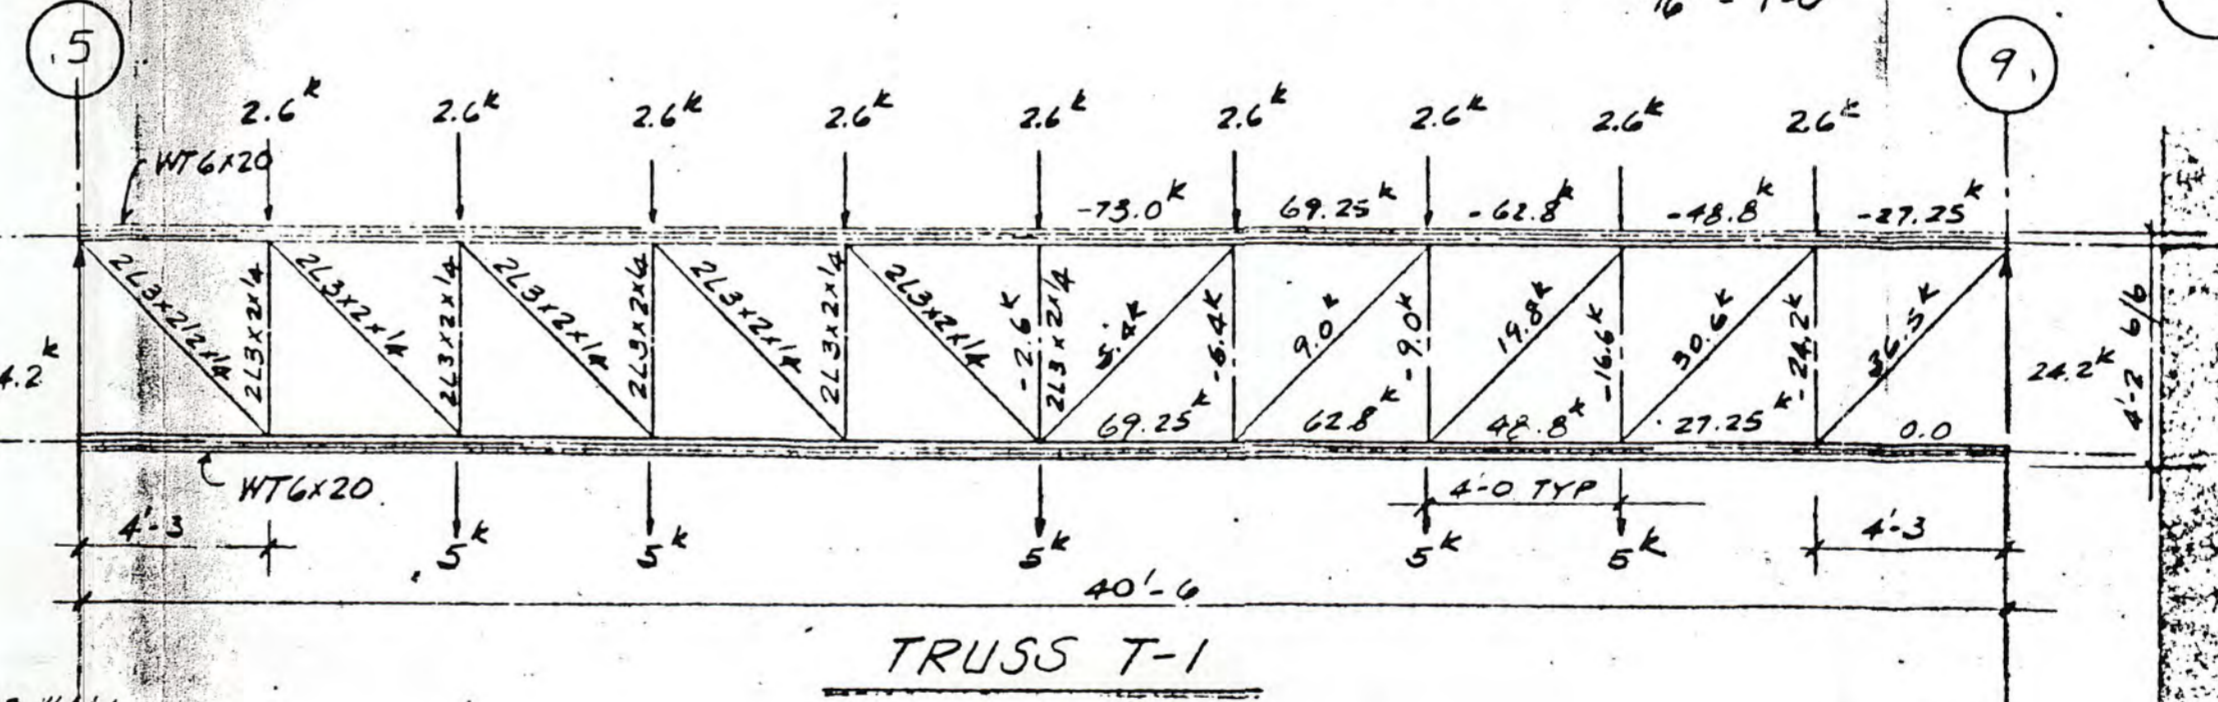 5
9
2.6k
2.6k
2.6k
2.6k
2.6k
2.6k
2.6k
2.6k
2.6k
WT6x20
-73.0k
69.25k
-62.8k
-48.8k
-27.25k
2L3x2½x¼
2L3x2x¼
2L3x2x¼
2L3x2x¼
2L3x2x¼
2L3x2x¼
2L3x2x¼
2L3x2x¼
2L3x2x¼
-2.6k
2L3x2x¼
5.4k
-5.4k
9.0k
-9.0k
19.8k
-16.6k
30.6k
-24.2k
36.5k
4.2k
24.2k
4'-2 6/6
69.25k
62.8k
48.8k
27.25k
0.0
WT6x20
4'-3
5k
5k
5k
4'-0 TYP
5k
5k
4'-3
40'-6
TRUSS T-1